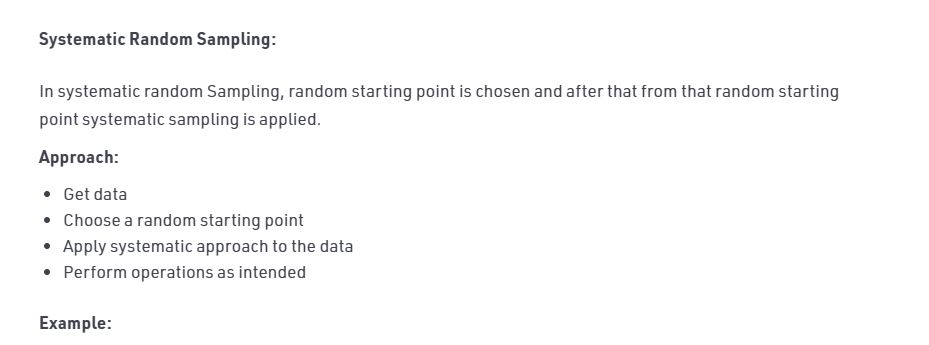 Systematic Random Sampling:
In systematic random Sampling, random starting point is chosen and after that from that random starting
point systematic sampling is applied.
Approach:
• Get data
• Choose a random starting point
• Apply systematic approach to the data
• Perform operations as intended
Example: